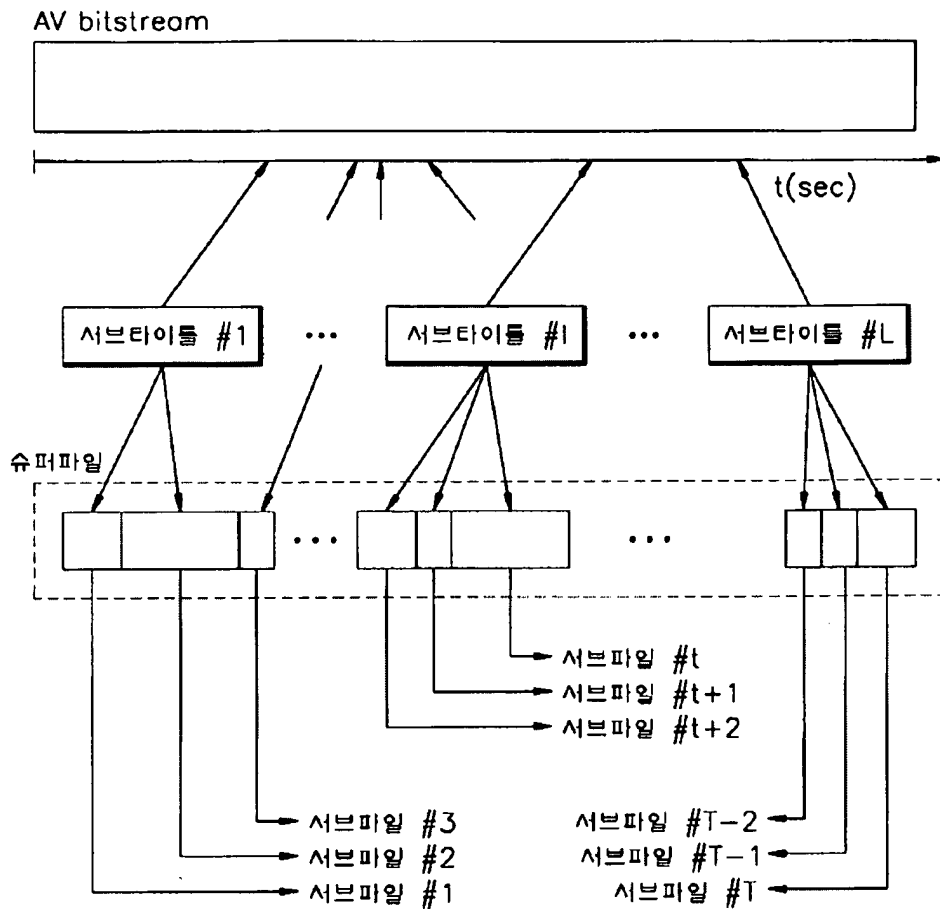 AV bitstream
t(sec)
서브타이틀 #1 ... 서브타이틀 #l ... 서브타이틀 #L
슈퍼파일
... ...
서브파일 #t
서브파일 #t+1
서브파일 #t+2
서브파일 #3 서브파일 #T-2
서브파일 #2 서브파일 #T-1
서브파일 #1 서브파일 #T